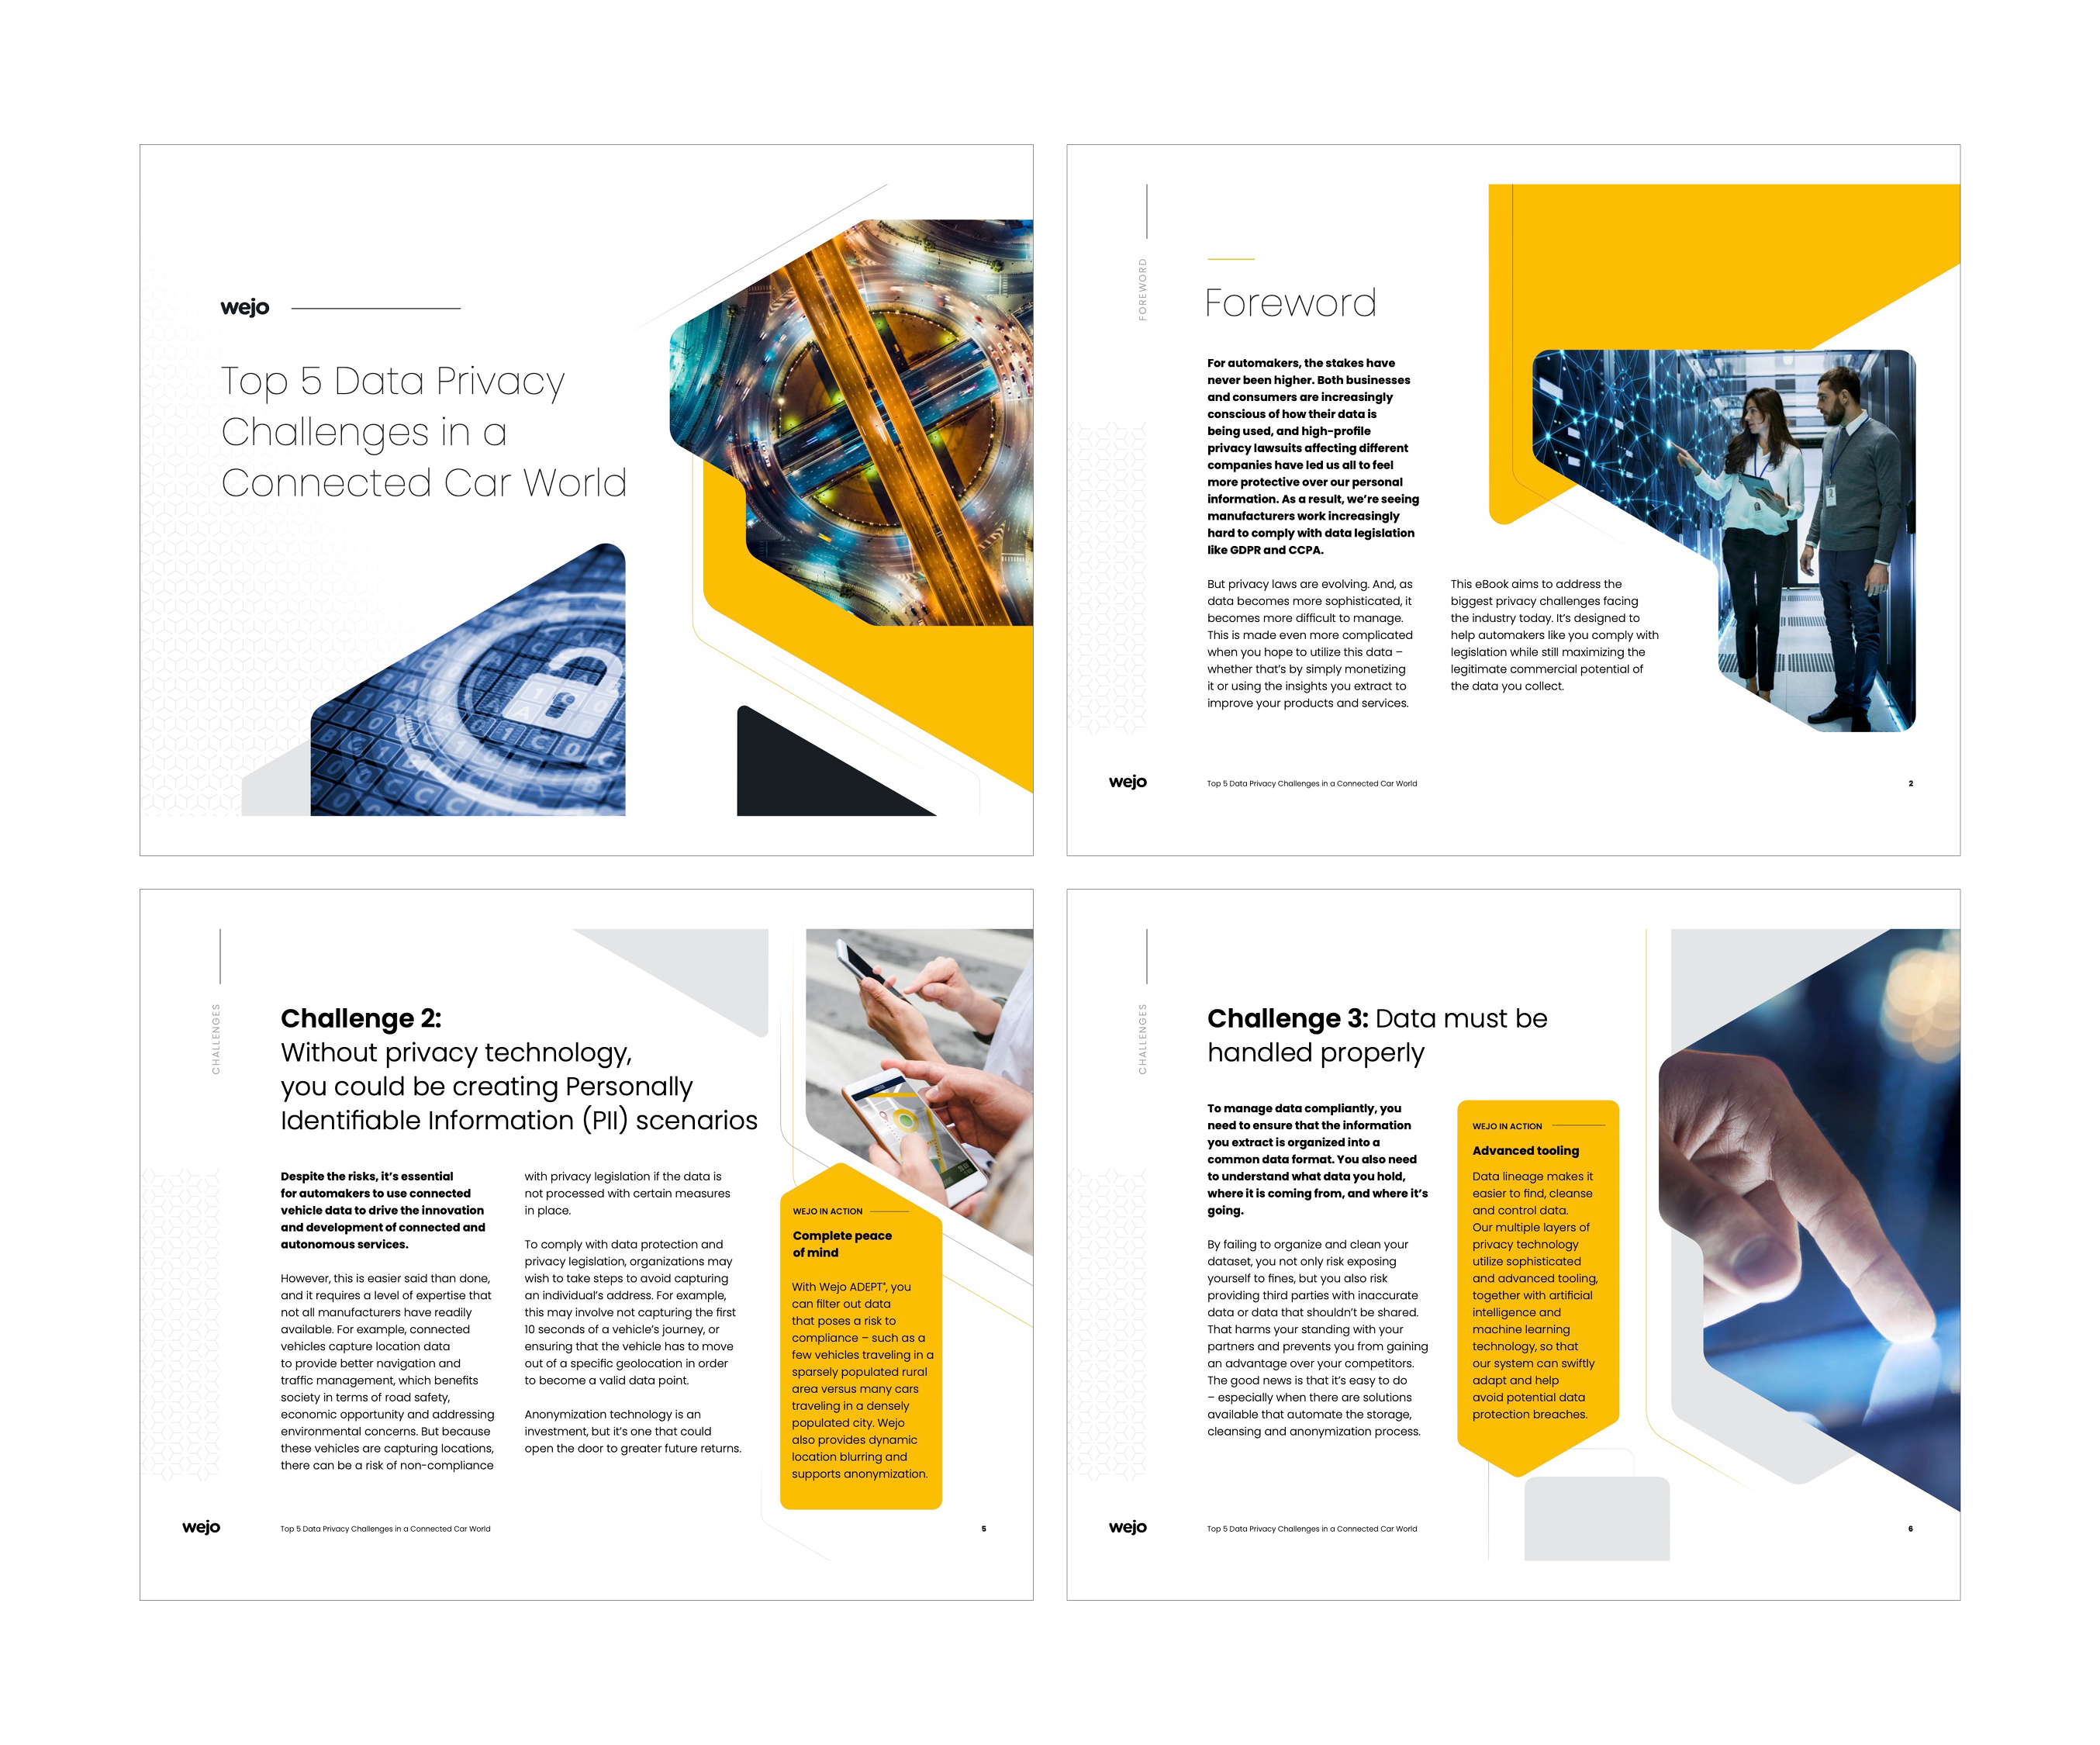 wejo
Top 5 Data Privacy
Challenges in a
Connected Car World
FOREWORD
Foreword
For automakers, the stakes have
never been higher. Both businesses
and consumers are increasingly
conscious of how their data is
being used, and high-profile
privacy lawsuits affecting different
companies have led us all to feel
more protective over our personal
information. As a result, we’re seeing
manufacturers work increasingly
hard to comply with data legislation
like GDPR and CCPA.
But privacy laws are evolving. And, as
data becomes more sophisticated, it
becomes more difficult to manage.
This is made even more complicated
when you hope to utilize this data –
whether that’s by simply monetizing
it or using the insights you extract to
improve your products and services.
This eBook aims to address the
biggest privacy challenges facing
the industry today. It’s designed to
help automakers like you comply with
legislation while still maximizing the
legitimate commercial potential of
the data you collect.
wejo
Top 5 Data Privacy Challenges in a Connected Car World
2
CHALLENGES
Challenge 2:
Without privacy technology,
you could be creating Personally
Identifiable Information (PII) scenarios
Despite the risks, it’s essential
for automakers to use connected
vehicle data to drive the innovation
and development of connected and
autonomous services.
However, this is easier said than done,
and it requires a level of expertise that
not all manufacturers have readily
available. For example, connected
vehicles capture location data
to provide better navigation and
traffic management, which benefits
society in terms of road safety,
economic opportunity and addressing
environmental concerns. But because
these vehicles are capturing locations,
there can be a risk of non-compliance
with privacy legislation if the data is
not processed with certain measures
in place.
To comply with data protection and
privacy legislation, organizations may
wish to take steps to avoid capturing
an individual’s address. For example,
this may involve not capturing the first
10 seconds of a vehicle’s journey, or
ensuring that the vehicle has to move
out of a specific geolocation in order
to become a valid data point.
Anonymization technology is an
investment, but it’s one that could
open the door to greater future returns.
WEJO IN ACTION
Complete peace
of mind
With Wejo ADEPT*, you
can filter out data
that poses a risk to
compliance – such as a
few vehicles traveling in a
sparsely populated rural
area versus many cars
traveling in a densely
populated city. Wejo
also provides dynamic
location blurring and
supports anonymization.
wejo
Top 5 Data Privacy Challenges in a Connected Car World
5
CHALLENGES
Challenge 3: Data must be
handled properly
To manage data compliantly, you
need to ensure that the information
you extract is organized into a
common data format. You also need
to understand what data you hold,
where it is coming from, and where it’s
going.
By failing to organize and clean your
dataset, you not only risk exposing
yourself to fines, but you also risk
providing third parties with inaccurate
data or data that shouldn’t be shared.
That harms your standing with your
partners and prevents you from gaining
an advantage over your competitors.
The good news is that it’s easy to do
– especially when there are solutions
available that automate the storage,
cleansing and anonymization process.
WEJO IN ACTION
Advanced tooling
Data lineage makes it
easier to find, cleanse
and control data.
Our multiple layers of
privacy technology
utilize sophisticated
and advanced tooling,
together with artificial
intelligence and
machine learning
technology, so that
our system can swiftly
adapt and help
avoid potential data
protection breaches.
wejo
Top 5 Data Privacy Challenges in a Connected Car World
6